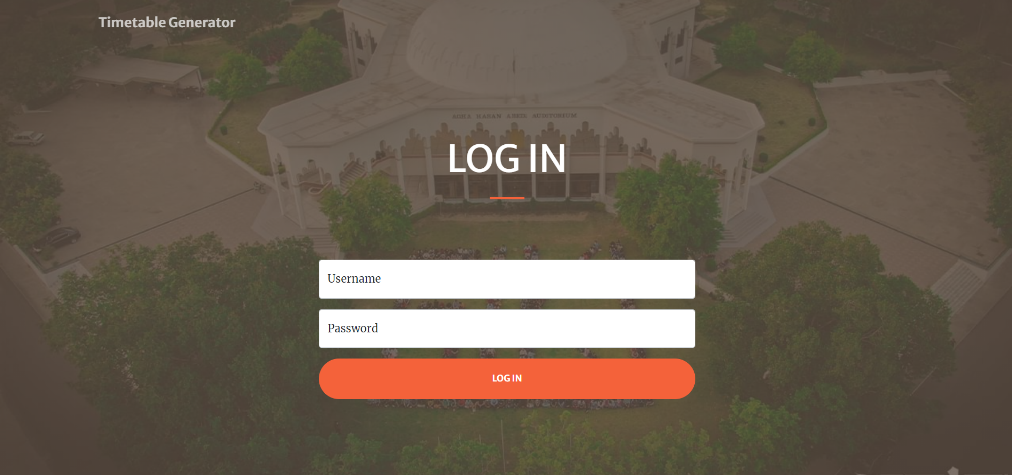 Timetable Generator
LOG IN
Username
Password
LOG IN